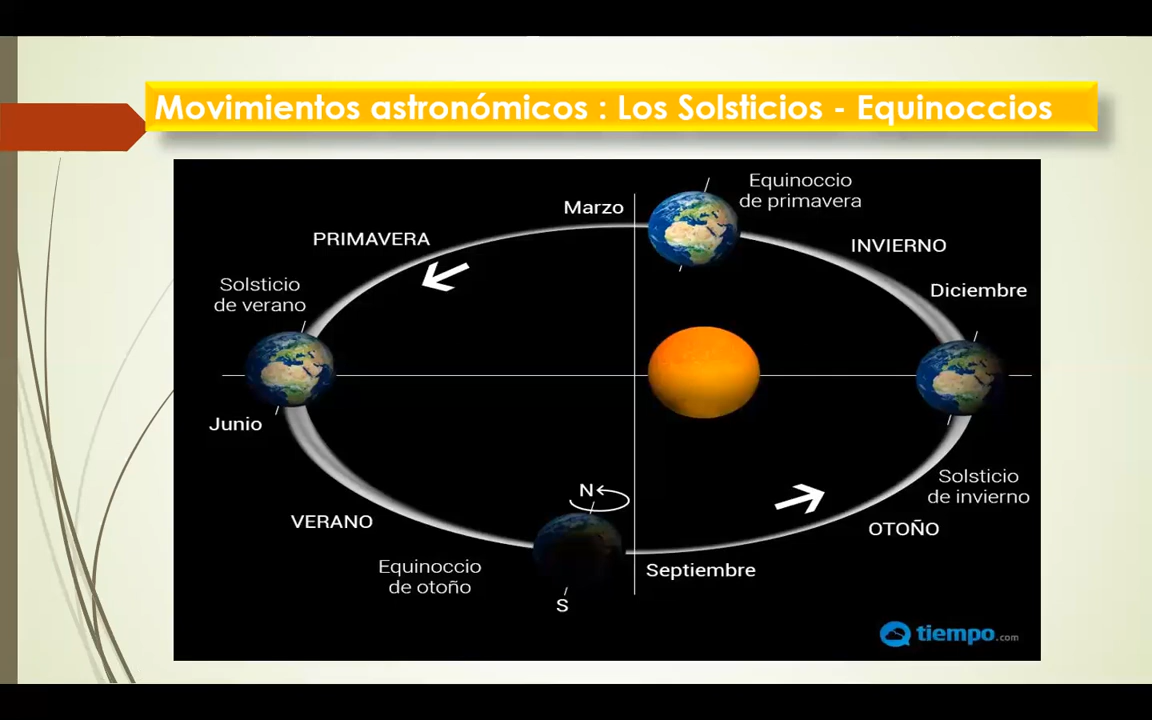 Movimientos astronómicos : Los Solsticios - Equinoccios
Equinoccio
de primavera
Marzo
PRIMAVERA
INVIERNO
Solsticio
de verano
Diciembre
Junio
Solsticio
de invierno
N
VERANO
OTOÑO
Equinoccio
de otoño
Septiembre
S
tiempo.com